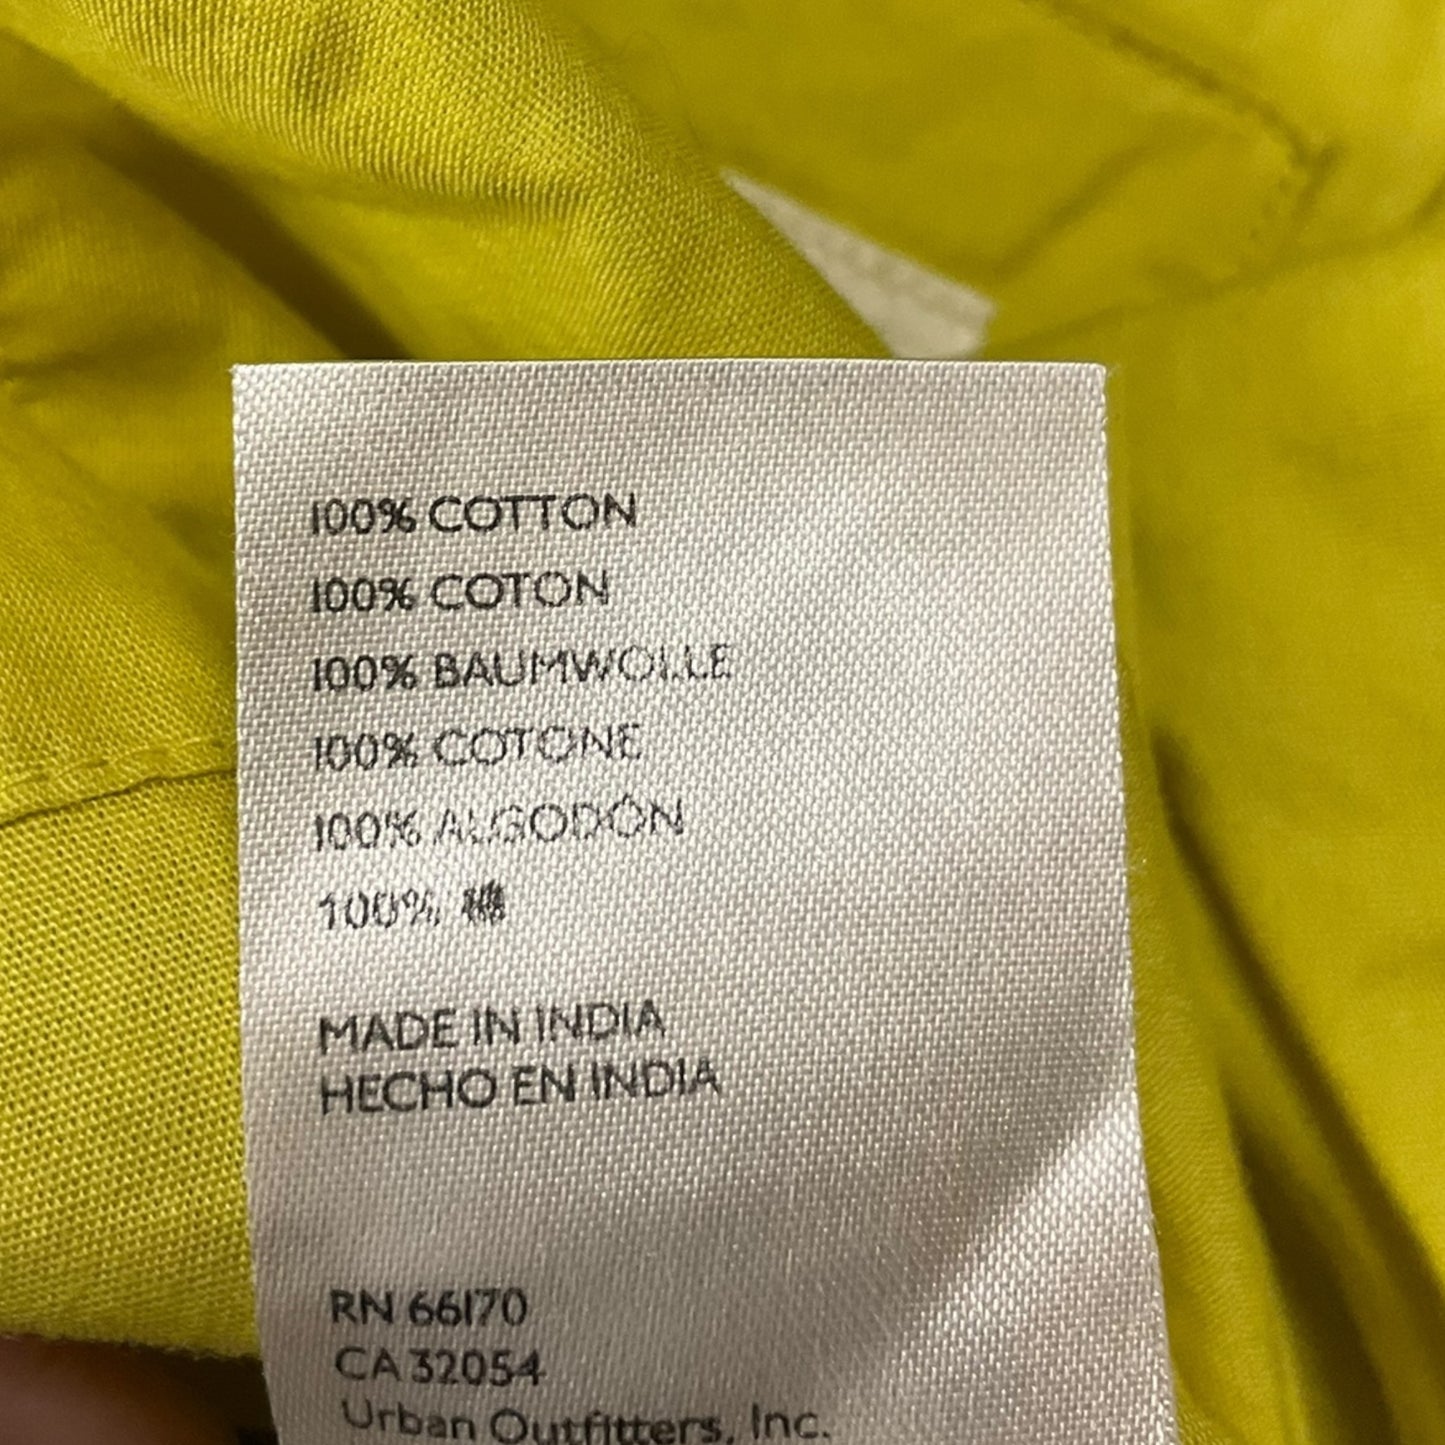 100% COTTON
100% COTON
100% BAUMWOLLE
100% COTONE
100% ALGODÓN
100% 棉
MADE IN INDIA
HECHO EN INDIA
RN 66170
CA 32054
Urban Outfitters, Inc.